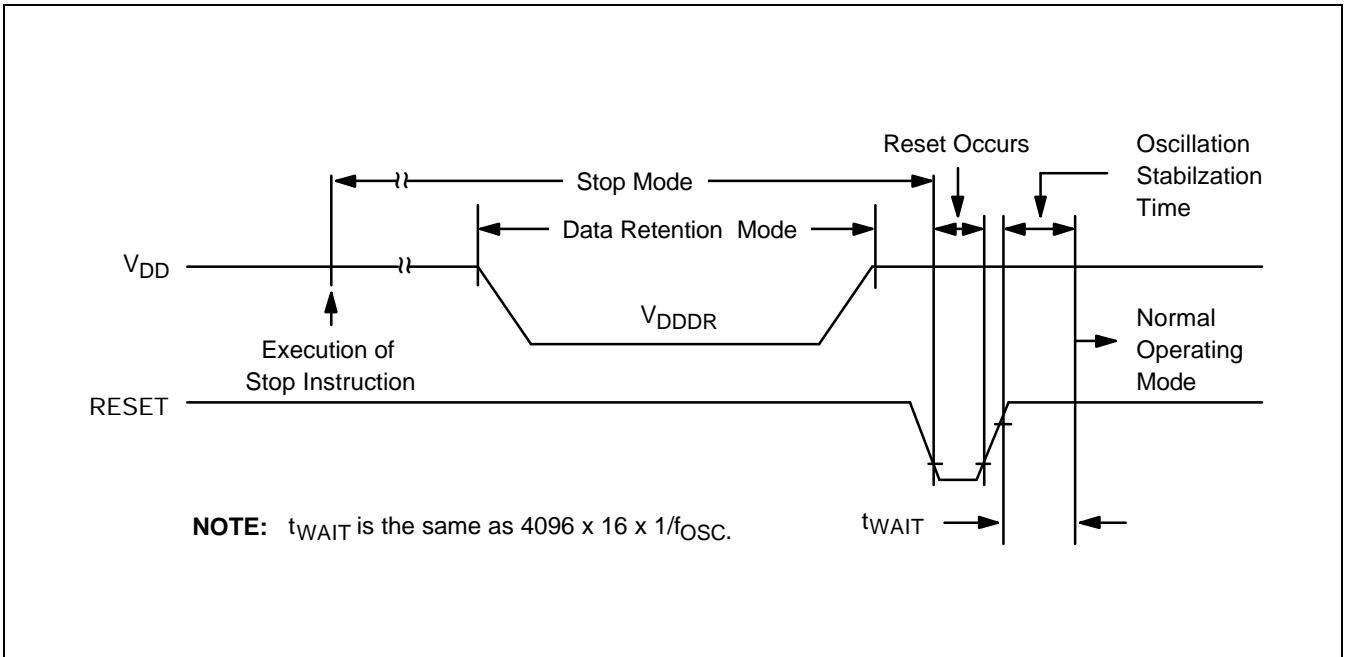 Reset Occurs
Oscillation
Stabilzation
Time
Stop Mode
Data Retention Mode
VDD
VDDDR
Execution of
Stop Instruction
Normal
Operating
Mode
RESET
NOTE: tWAIT is the same as 4096 x 16 x 1/fOSC.
tWAIT